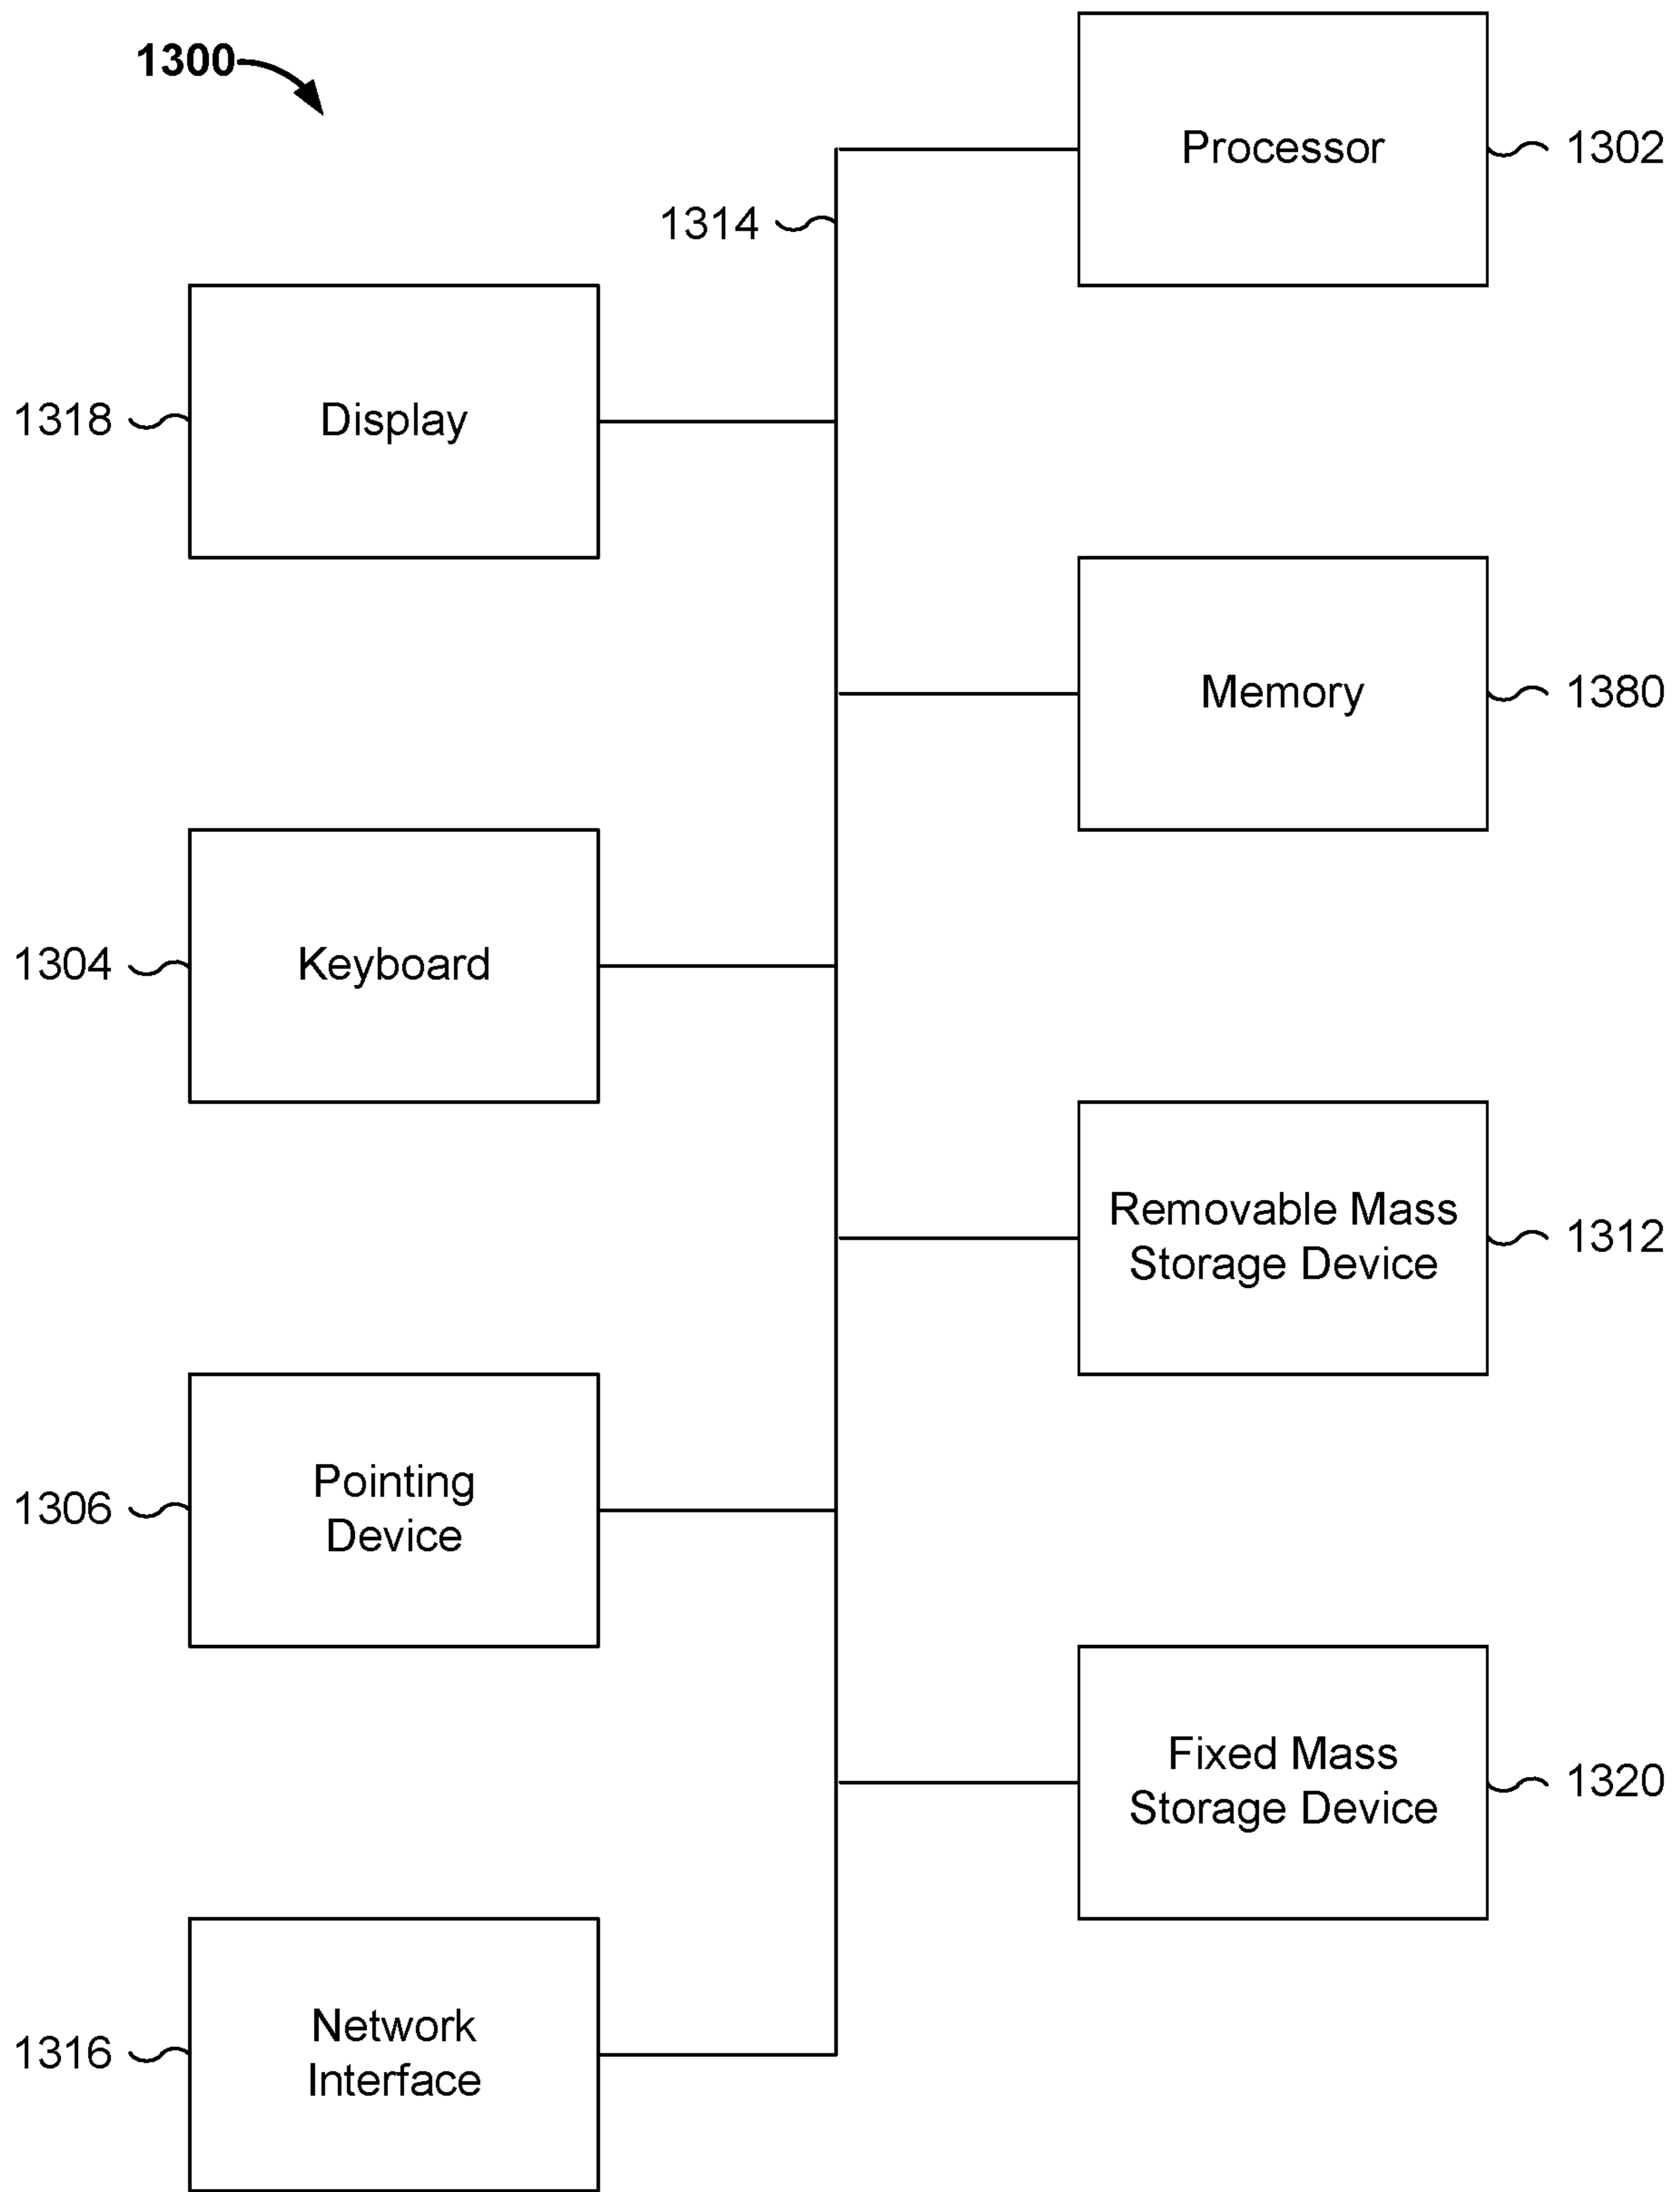 1300
Processor
1302
1314
1318
Display
Memory
1380
1304
Keyboard
Removable Mass
Storage Device
1312
1306
Pointing
Device
Fixed Mass
Storage Device
1320
1316
Network
Interface